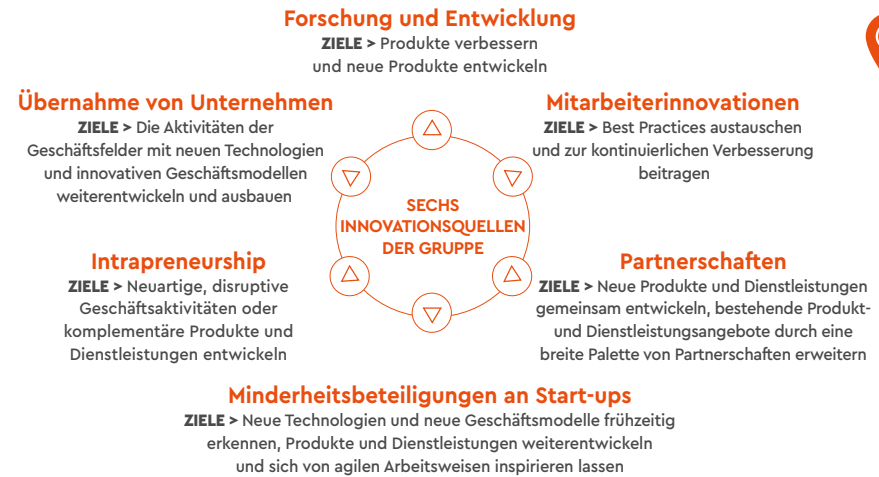 Forschung und Entwicklung
ZIELE > Produkte verbessern
und neue Produkte entwickeln
Übernahme von Unternehmen
ZIELE > Die Aktivitäten der
Geschäftsfelder mit neuen Technologien
und innovativen Geschäftsmodellen
weiterentwickeln und ausbauen
Mitarbeiterinnovationen
ZIELE > Best Practices austauschen
und zur kontinuierlichen Verbesserung
beitragen
SECHS
INNOVATIONSQUELLEN
DER GRUPPE
Intrapreneurship
ZIELE > Neuartige, disruptive
Geschäftsaktivitäten oder
komplementäre Produkte und
Dienstleistungen entwickeln
Partnerschaften
ZIELE > Neue Produkte und Dienstleistungen
gemeinsam entwickeln, bestehende Produkt-
und Dienstleistungsangebote durch eine
breite Palette von Partnerschaften erweitern
Minderheitsbeteiligungen an Start-ups
ZIELE > Neue Technologien und neue Geschäftsmodelle frühzeitig
erkennen, Produkte und Dienstleistungen weiterentwickeln
und sich von agilen Arbeitsweisen inspirieren lassen